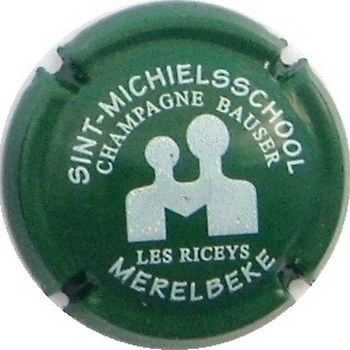 SINT-MICHIELSSCHOOL
CHAMPAGNE BAUSER
LES RICEYS
MERELBEKE